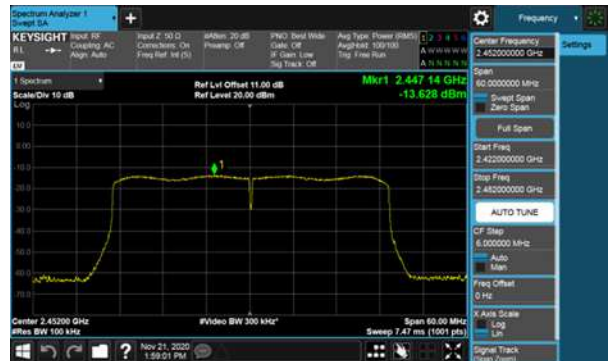 Spectrum Analyzer 1
Swept SA
+
Frequency
KEYSIGHT
RL
Input: RF
Coupling: AC
Align: Auto
Input Z: 50 Ω
Corrections: On
Freq Ref: Int (S)
#Atten: 20 dB
Preamp: Off
PNO: Best Wide
Gate: Off
IF Gain: Low
Sig Track: Off
Avg Type: Power (RMS)
Avg|Hold: 100/100
Trig: Free Run
1 2 3 4 5 6
A W W W W W
A N N N N N
1 Spectrum
Scale/Div 10 dB
Log
Ref Lvl Offset 11.00 dB
Ref Level 20.00 dBm
Mkr1 2.447 14 GHz
-13.628 dBm
10.0
0.00
-10.0
-20.0
-30.0
-40.0
-50.0
-60.0
-70.0
1
Center 2.45200 GHz
#Res BW 100 kHz
#Video BW 300 kHz*
Span 60.00 MHz
Sweep 7.47 ms (1001 pts)
Nov 21, 2020
1:59:01 PM
Center Frequency
2.452000000 GHz
Settings
Span
60.0000000 MHz
Swept Span
Zero Span
Full Span
Start Freq
2.422000000 GHz
Stop Freq
2.482000000 GHz
AUTO TUNE
CF Step
6.000000 MHz
Auto
Man
Freq Offset
0 Hz
X Axis Scale
Log
Lin
Signal Track
(Span Zoom)